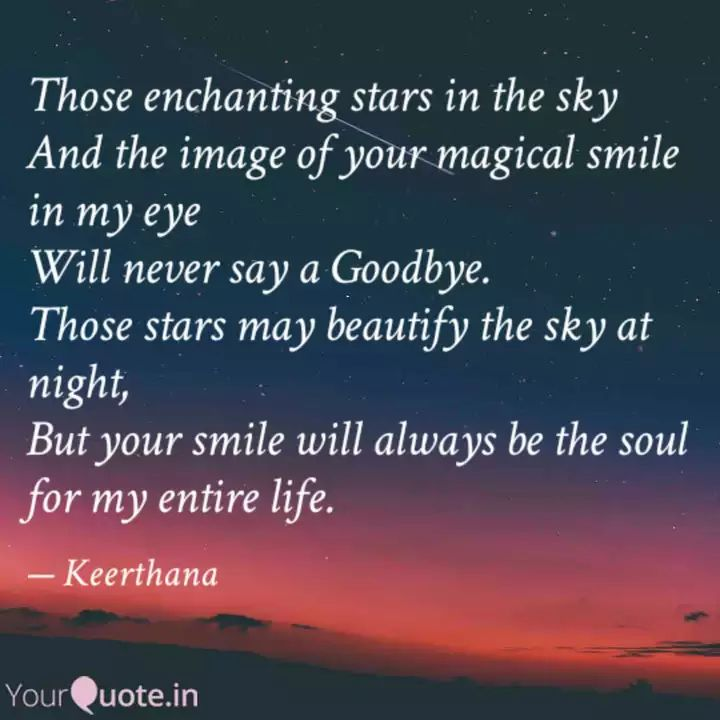 Those enchanting stars in the sky
And the image of your magical smile
in my eye
Will never say a Goodbye.
Those stars may beautify the sky at
night,
But your smile will always be the soul
for my entire life.
— Keerthana
YourQuote.in